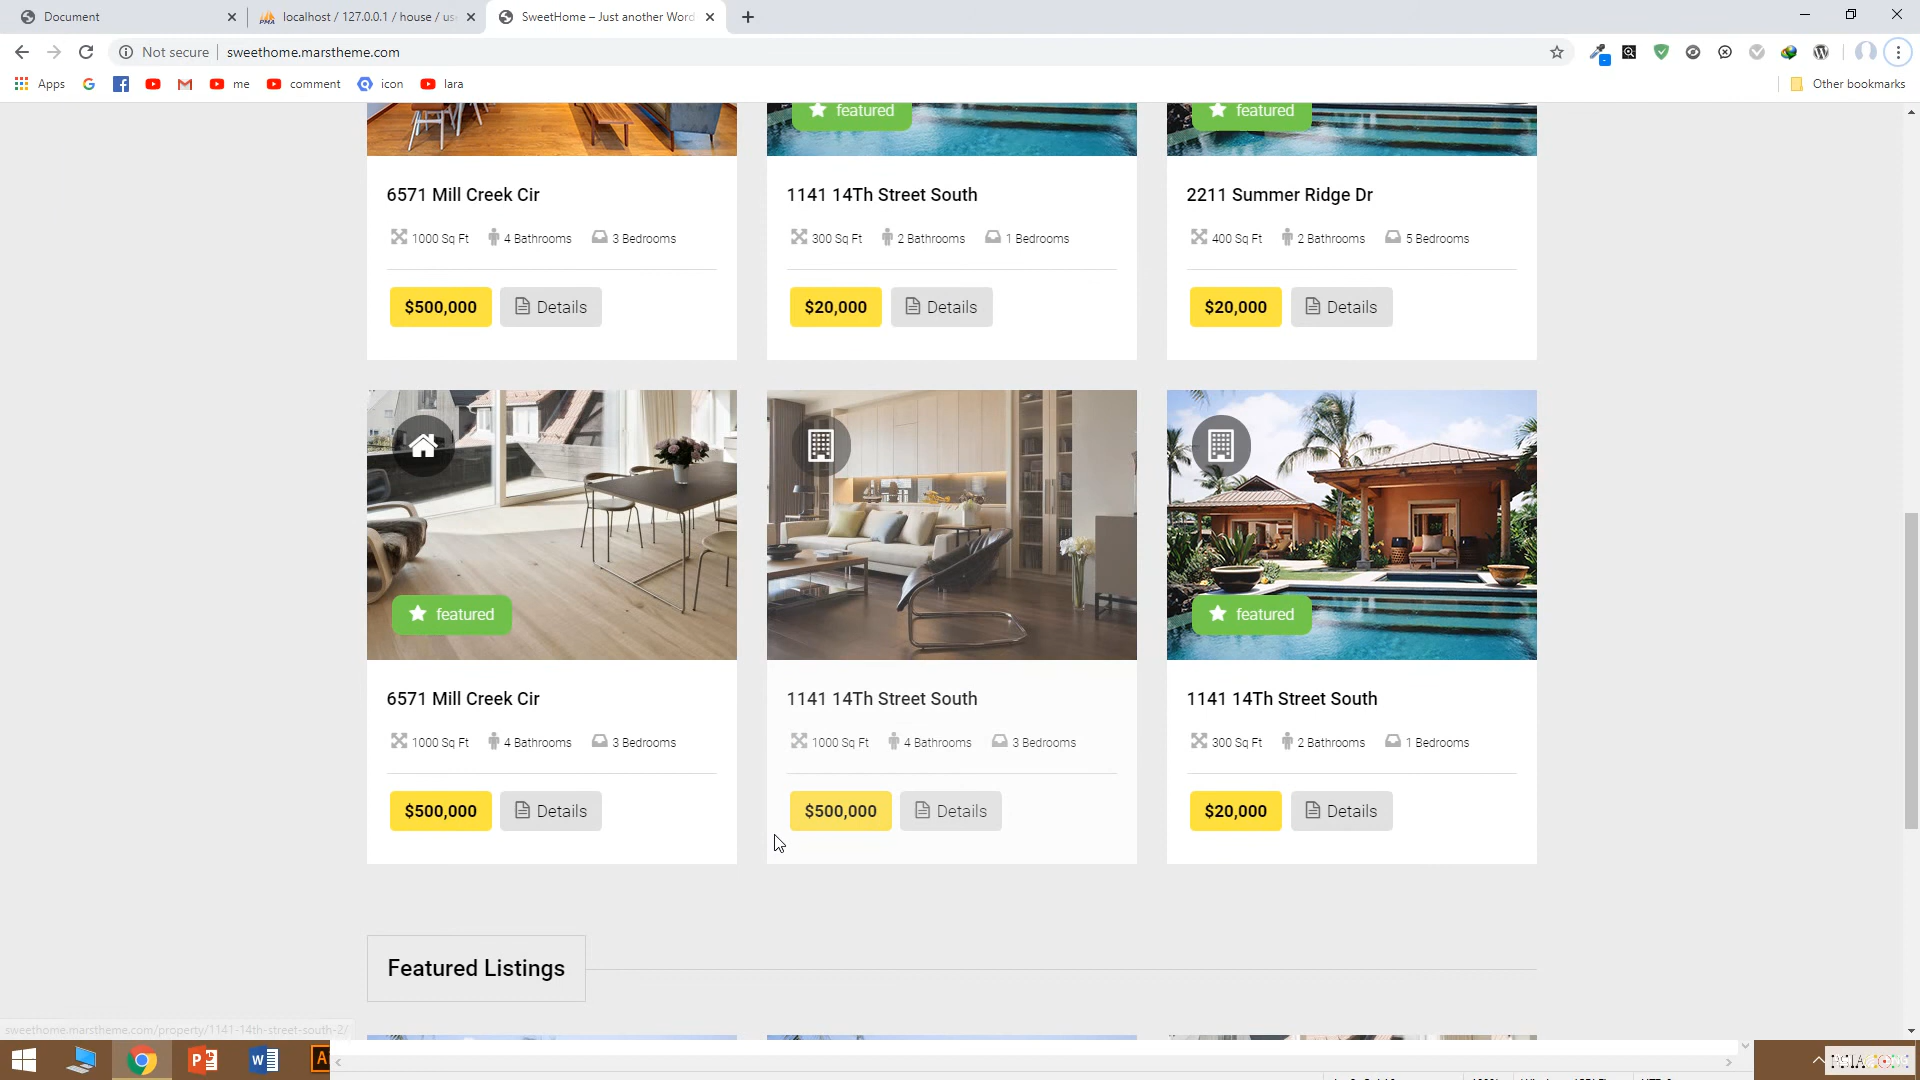 Document
localhost / 127.0.0.1 / house / us
SweetHome – Just another Word
Not secure
sweethome.marstheme.com
Apps
me
comment
icon
lara
Other bookmarks
featured
featured
6571 Mill Creek Cir
1141 14Th Street South
2211 Summer Ridge Dr
1000 Sq Ft 4 Bathrooms 3 Bedrooms
300 Sq Ft 2 Bathrooms 1 Bedrooms
400 Sq Ft 2 Bathrooms 5 Bedrooms
$500,000 Details
$20,000 Details
$20,000 Details
featured
featured
6571 Mill Creek Cir
1141 14Th Street South
1141 14Th Street South
1000 Sq Ft 4 Bathrooms 3 Bedrooms
1000 Sq Ft 4 Bathrooms 3 Bedrooms
300 Sq Ft 2 Bathrooms 1 Bedrooms
$500,000 Details
$500,000 Details
$20,000 Details
Featured Listings
sweethome.marstheme.com/property/1141-14th-street-south-2/